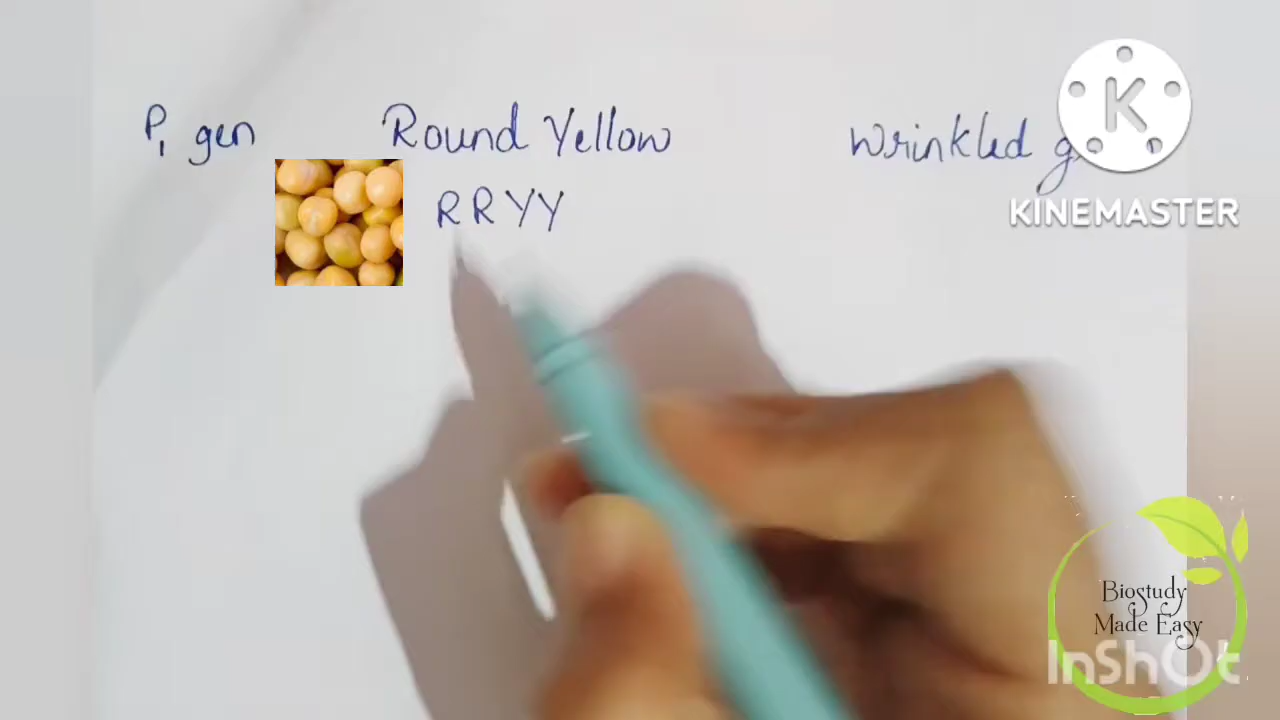 P1 gen Round Yellow Wrinkled
RRYY
KINEMASTER
Biostudy
Made Easy
InShOt